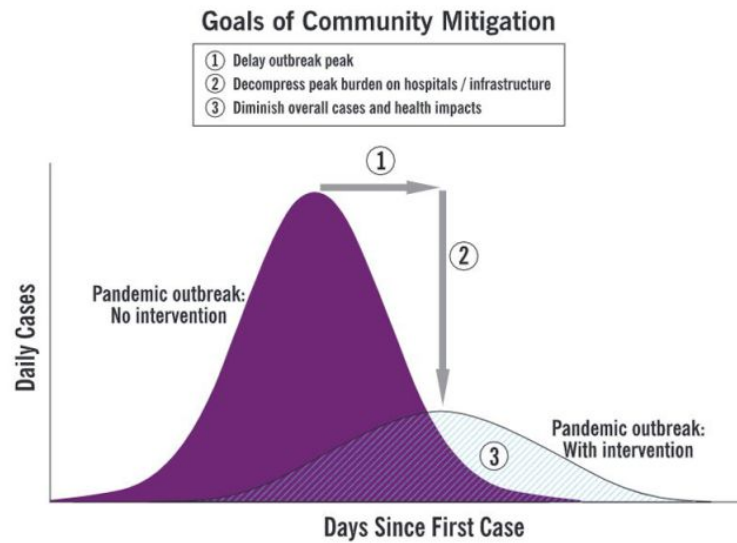 Goals of Community Mitigation
① Delay outbreak peak
② Decompress peak burden on hospitals / infrastructure
③ Diminish overall cases and health impacts
①
②
Pandemic outbreak:
No intervention
Daily Cases
Pandemic outbreak:
With intervention
③
Days Since First Case